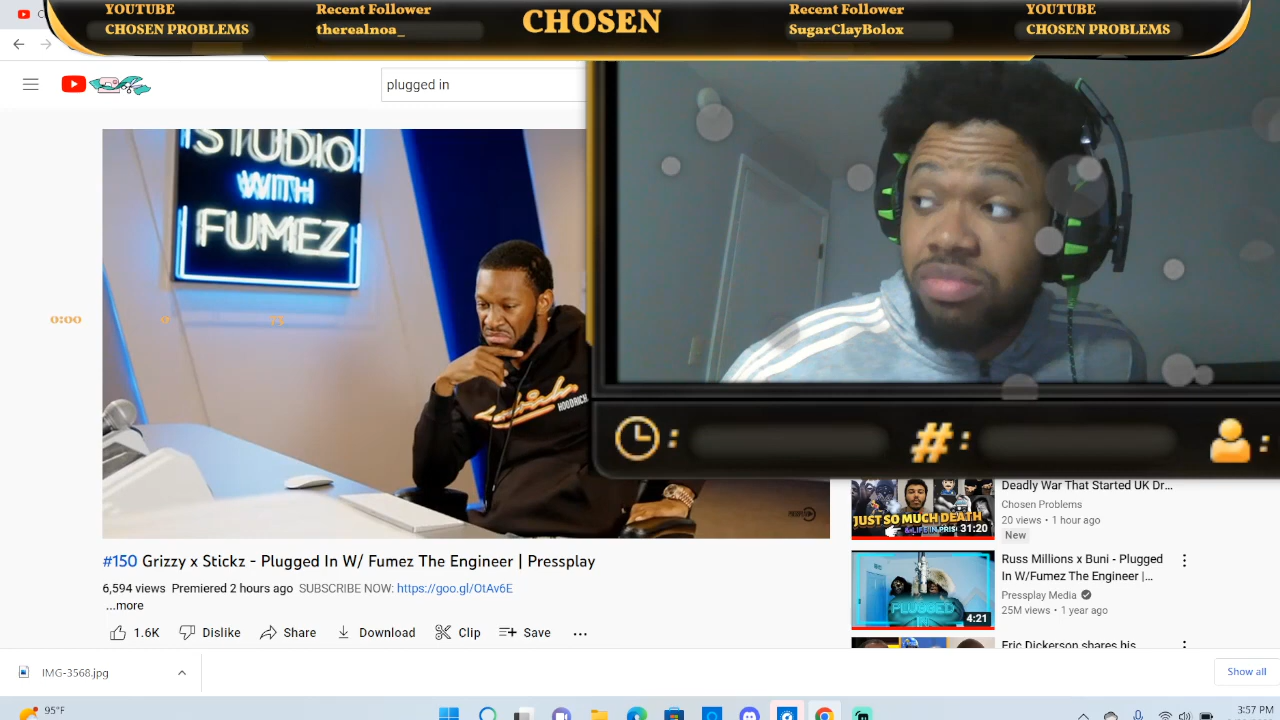 YOUTUBE
CHOSEN PROBLEMS
Recent Follower
therealnoa_
CHOSEN
Recent Follower
SugarClayBolox
YOUTUBE
CHOSEN PROBLEMS
plugged in
STUDIO
WITH
FUMEZ
HOODRICH
0:00
#150 Grizzy x Stickz - Plugged In W/ Fumez The Engineer | Pressplay
6,594 views Premiered 2 hours ago SUBSCRIBE NOW: https://goo.gl/OtAv6E
...more
1.6K
Dislike
Share
Download
Clip
Save
...
# :
:
:
Deadly War That Started UK Dr...
Chosen Problems
20 views • 1 hour ago
New
JUST SO MUCH DEATH
& LIFE IN PRIS
31:20
Russ Millions x Buni - Plugged
In W/Fumez The Engineer |...
Pressplay Media
25M views • 1 year ago
PLUGGED
4:21
Eric Dickerson shares his
IMG-3568.jpg
Show all
95°F
3:57 PM